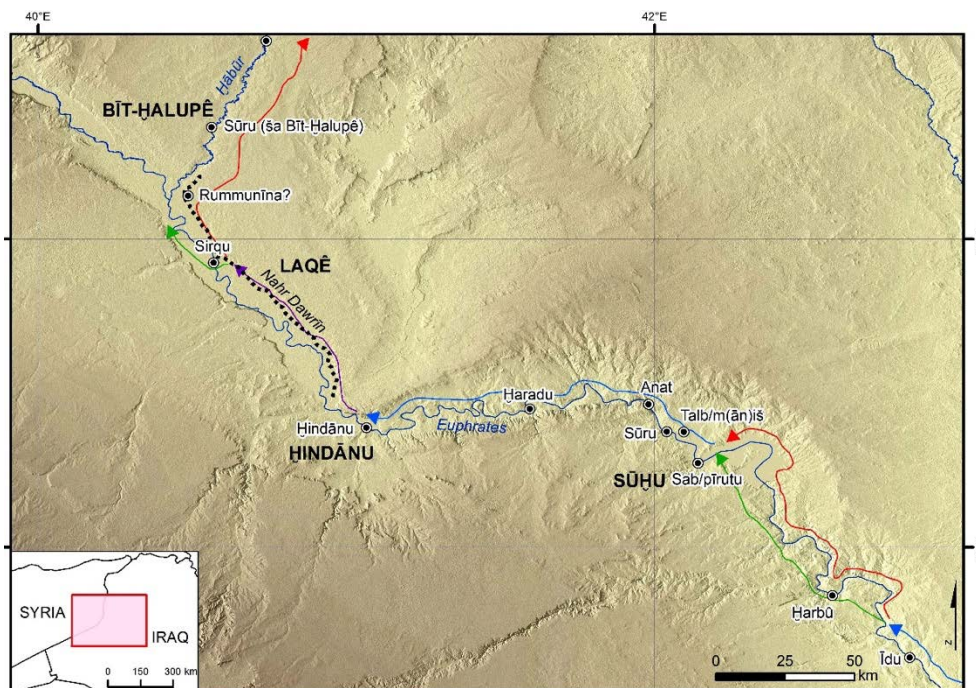 40°E
42°E
Ḫābūr
BĪT-ḪALUPÊ
Sūru (ša Bīt-Ḫalupê)
Rummunīna?
Sirqu
LAQÊ
Nahr Dawrīn
Ḫaradu
Anat
Talb/m(ān)iš
Ḫindānu
Euphrates
Sūru
ḪINDĀNU
SŪḪU
Sab/pīrutu
SYRIA
IRAQ
Ḫarbû
Īdu
0 150 300 km
0 25 50
km
N